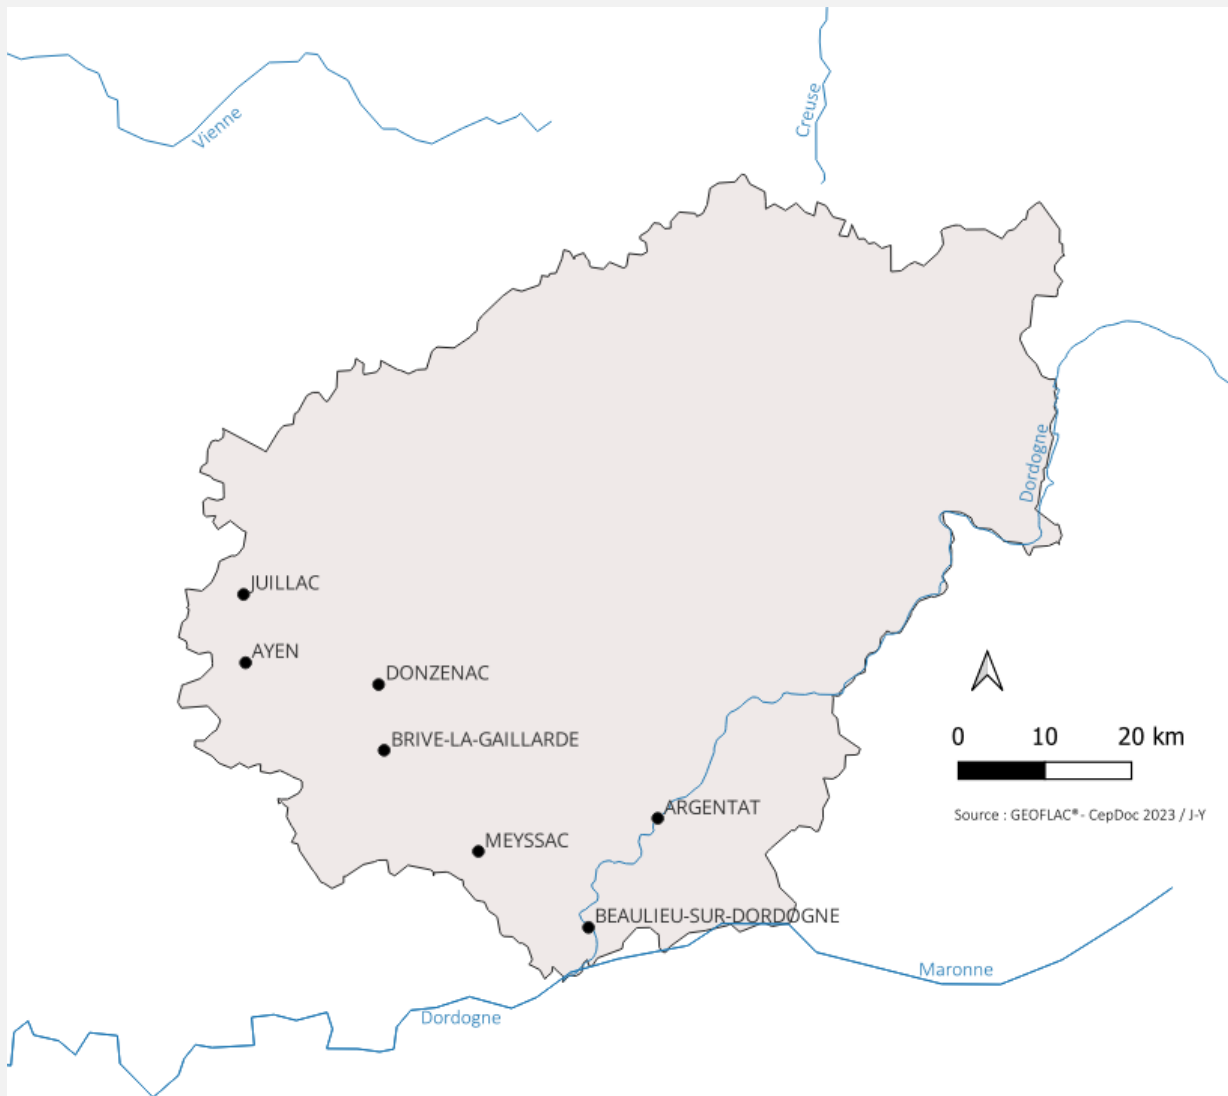 Creuse
Vienne
Dordogne
JUILLAC
AYEN
DONZENAC
BRIVE-LA-GAILLARDE
0 10 20 km
ARGENTAT
Source : GEOFLAC®- CepDoc 2023 / J-Y
MEYSSAC
BEAULIEU-SUR-DORDOGNE
Maronne
Dordogne